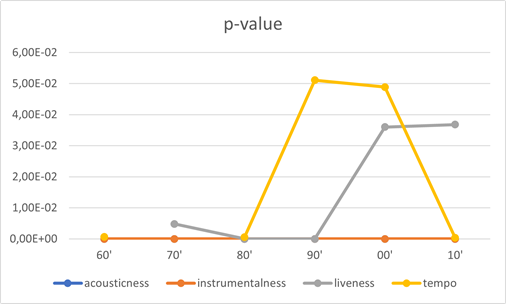 p-value
6,00E-02
5,00E-02
4,00E-02
3,00E-02
2,00E-02
1,00E-02
0,00E+00
60' 70' 80' 90' 00' 10'
acousticness instrumentalness liveness tempo